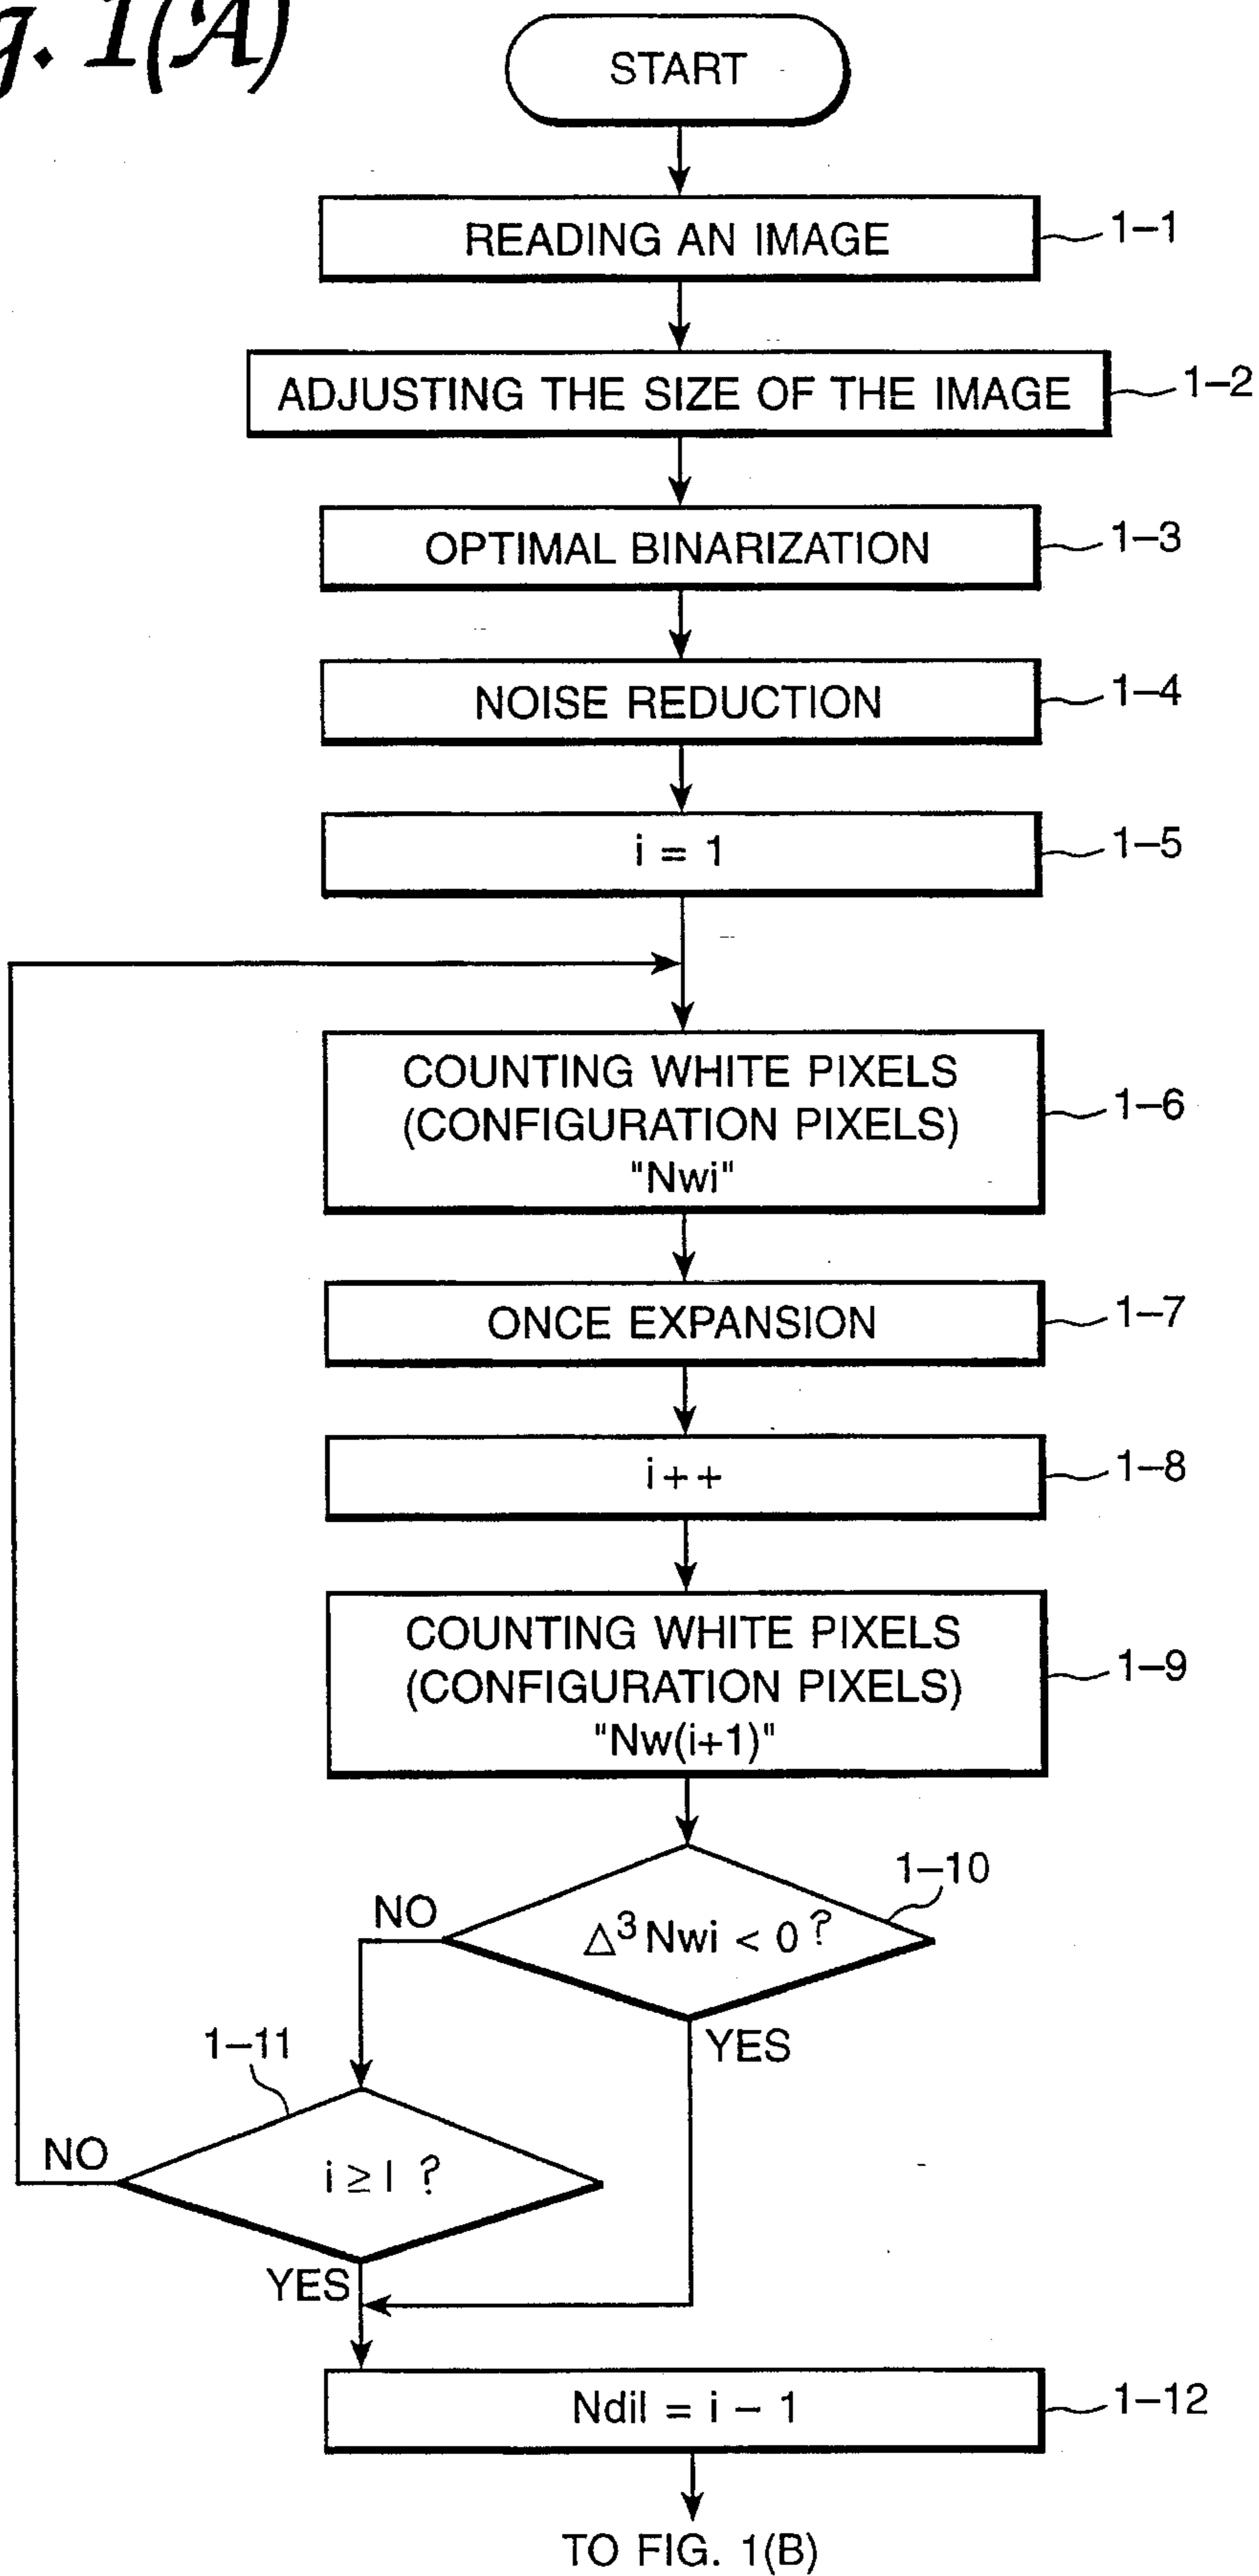 g. 1(A)
START
READING AN IMAGE
1–1
ADJUSTING THE SIZE OF THE IMAGE
1–2
OPTIMAL BINARIZATION
1–3
NOISE REDUCTION
1–4
i = 1
1–5
COUNTING WHITE PIXELS
(CONFIGURATION PIXELS)
"Nwi"
1–6
ONCE EXPANSION
1–7
i++
1–8
COUNTING WHITE PIXELS
(CONFIGURATION PIXELS)
"Nw(i+1)"
1–9
1–10
NO
△³Nwi < 0 ?
YES
1–11
NO
i ≥ I ?
YES
Ndil = i – 1
1–12
TO FIG. 1(B)